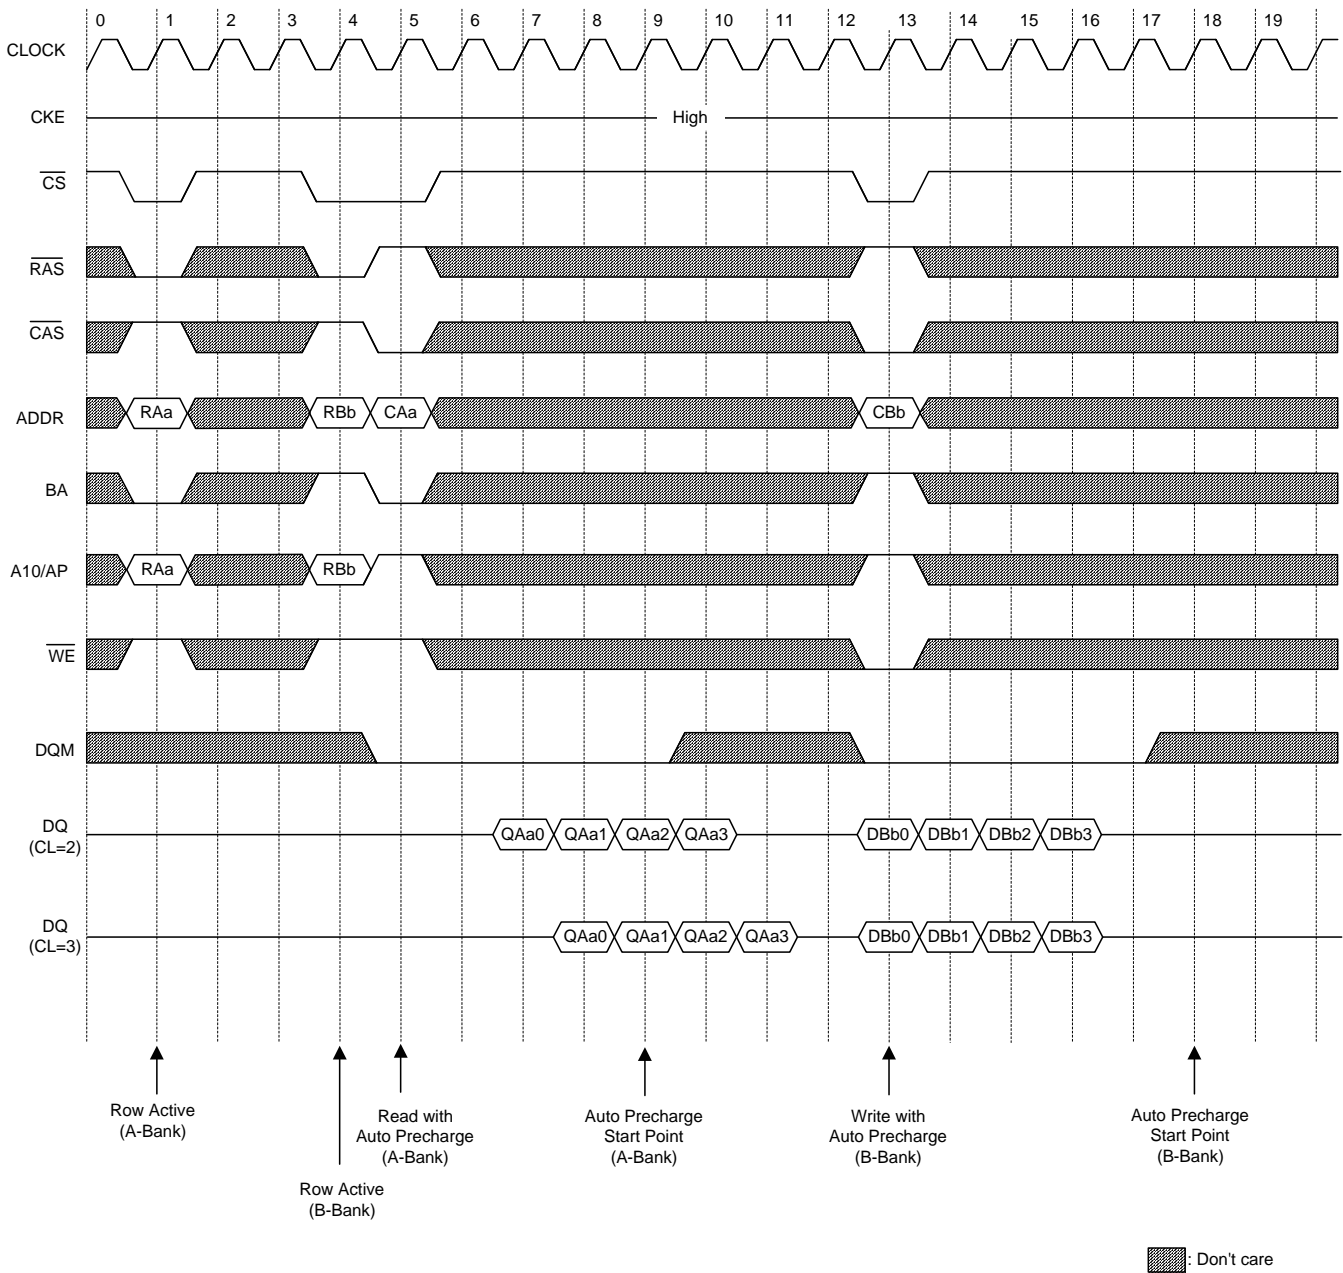 0 1 2 3 4 5 6 7 8 9 10 11 12 13 14 15 16 17 18 19
CLOCK
CKE High
CS
RAS
CAS
ADDR RAa RBb CAa CBb
BA
A10/AP RAa RBb
WE
DQM
DQ
(CL=2)
QAa0 QAa1 QAa2 QAa3 DBb0 DBb1 DBb2 DBb3
DQ
(CL=3)
QAa0 QAa1 QAa2 QAa3 DBb0 DBb1 DBb2 DBb3
Row Active
(A-Bank)
Row Active
(B-Bank)
Read with
Auto Precharge
(A-Bank)
Auto Precharge
Start Point
(A-Bank)
Write with
Auto Precharge
(B-Bank)
Auto Precharge
Start Point
(B-Bank)
: Don't care